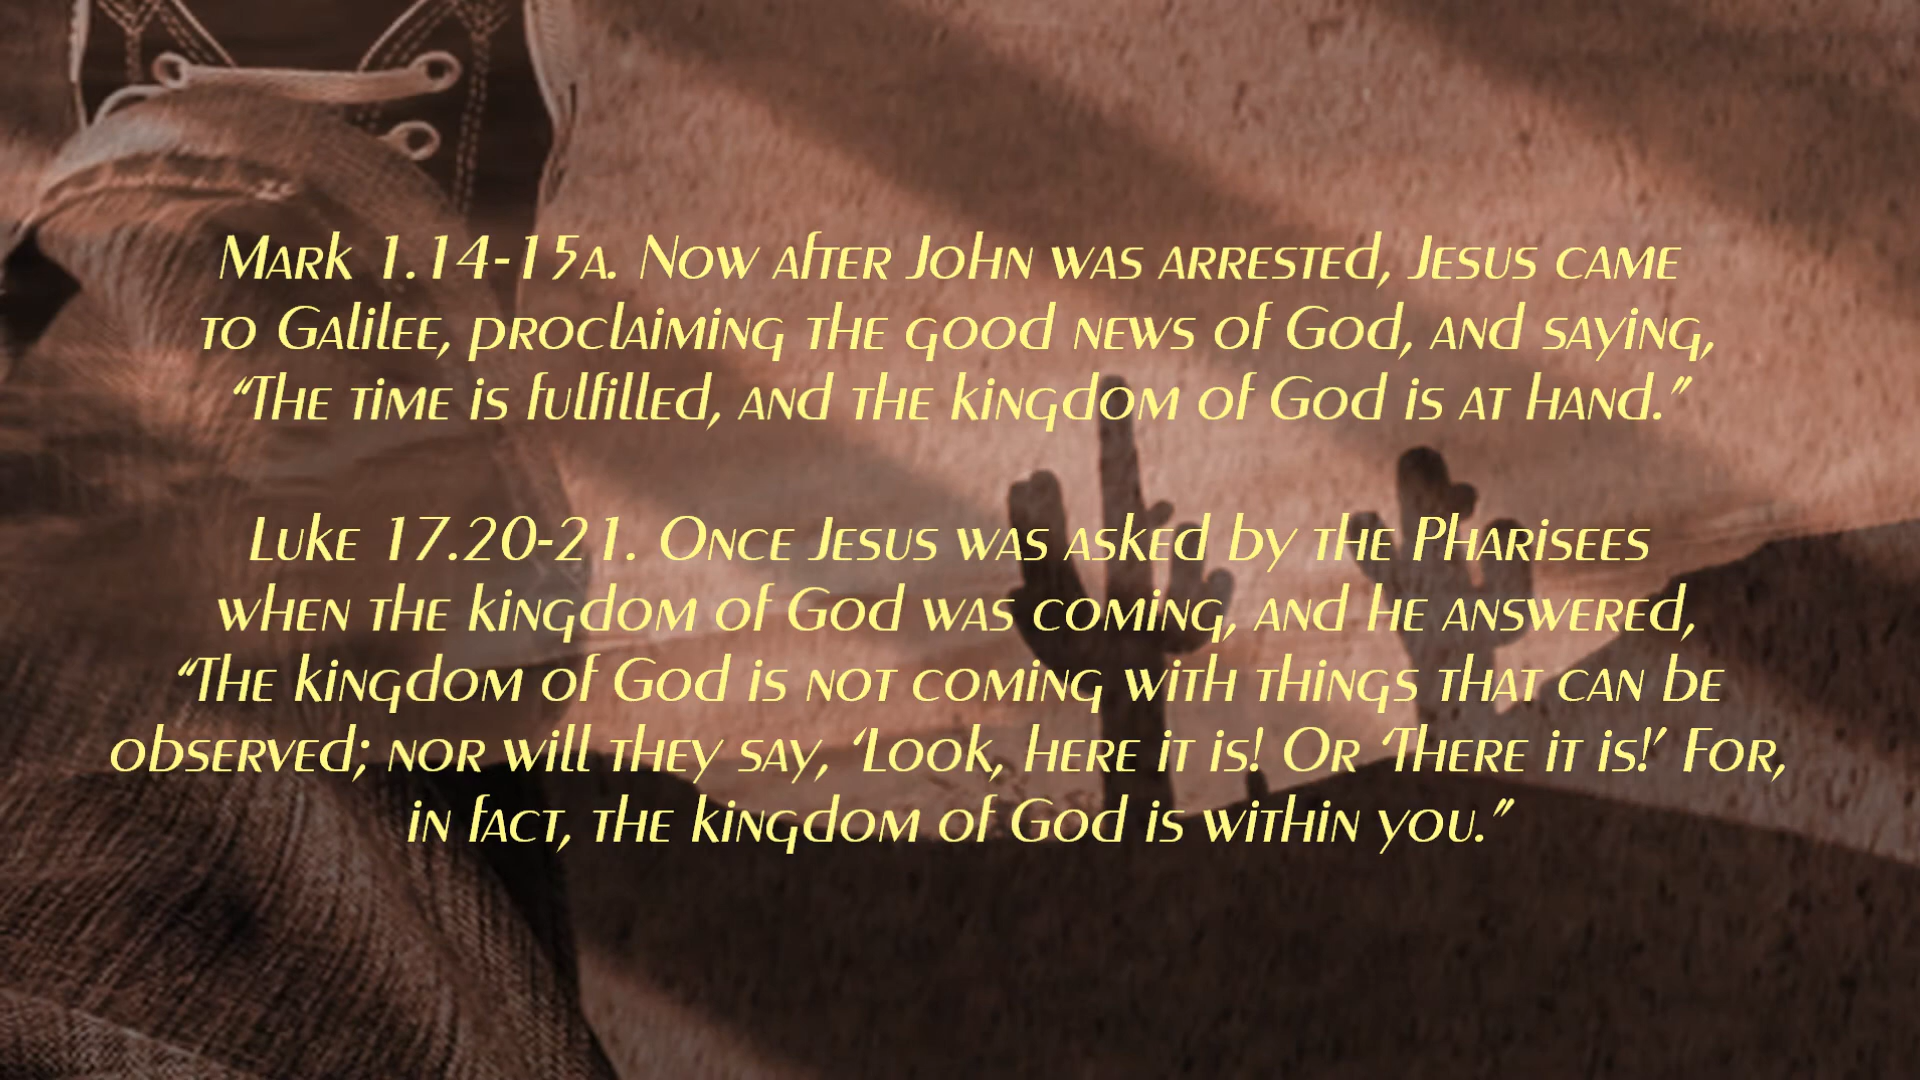 Mark 1.14-15a. Now after John was arrested, Jesus came
to Galilee, proclaiming the good news of God, and saying,
“The time is fulfilled, and the kingdom of God is at hand.”
Luke 17.20-21. Once Jesus was asked by the Pharisees
when the kingdom of God was coming, and he answered,
“The kingdom of God is not coming with things that can be
observed; nor will they say, ‘Look, here it is! Or ‘There it is!’ For,
in fact, the kingdom of God is within you.”